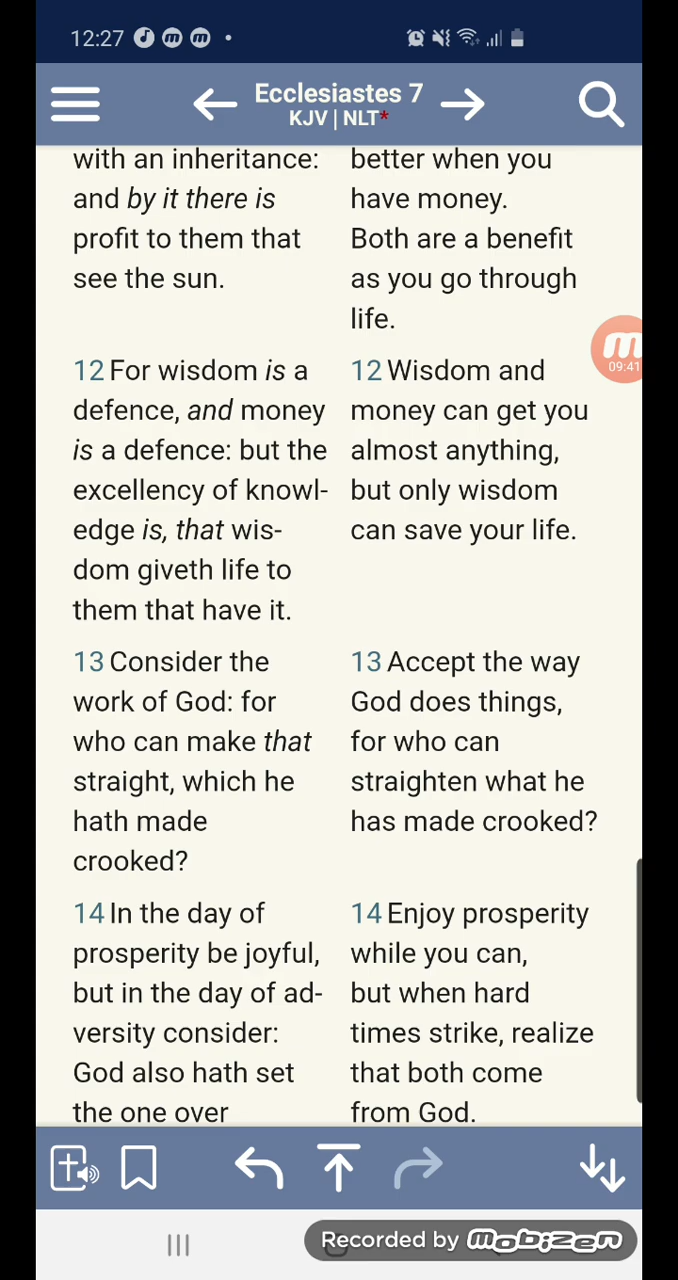 12:27
Ecclesiastes 7
KJV | NLT*
with an inheritance:
and by it there is
profit to them that
see the sun.
better when you
have money.
Both are a benefit
as you go through
life.
09:41
12 For wisdom is a
defence, and money
is a defence: but the
excellency of knowl-
edge is, that wis-
dom giveth life to
them that have it.
12 Wisdom and
money can get you
almost anything,
but only wisdom
can save your life.
13 Consider the
work of God: for
who can make that
straight, which he
hath made
crooked?
13 Accept the way
God does things,
for who can
straighten what he
has made crooked?
14 In the day of
prosperity be joyful,
but in the day of ad-
versity consider:
God also hath set
the one over
14 Enjoy prosperity
while you can,
but when hard
times strike, realize
that both come
from God.
Recorded by mobizen